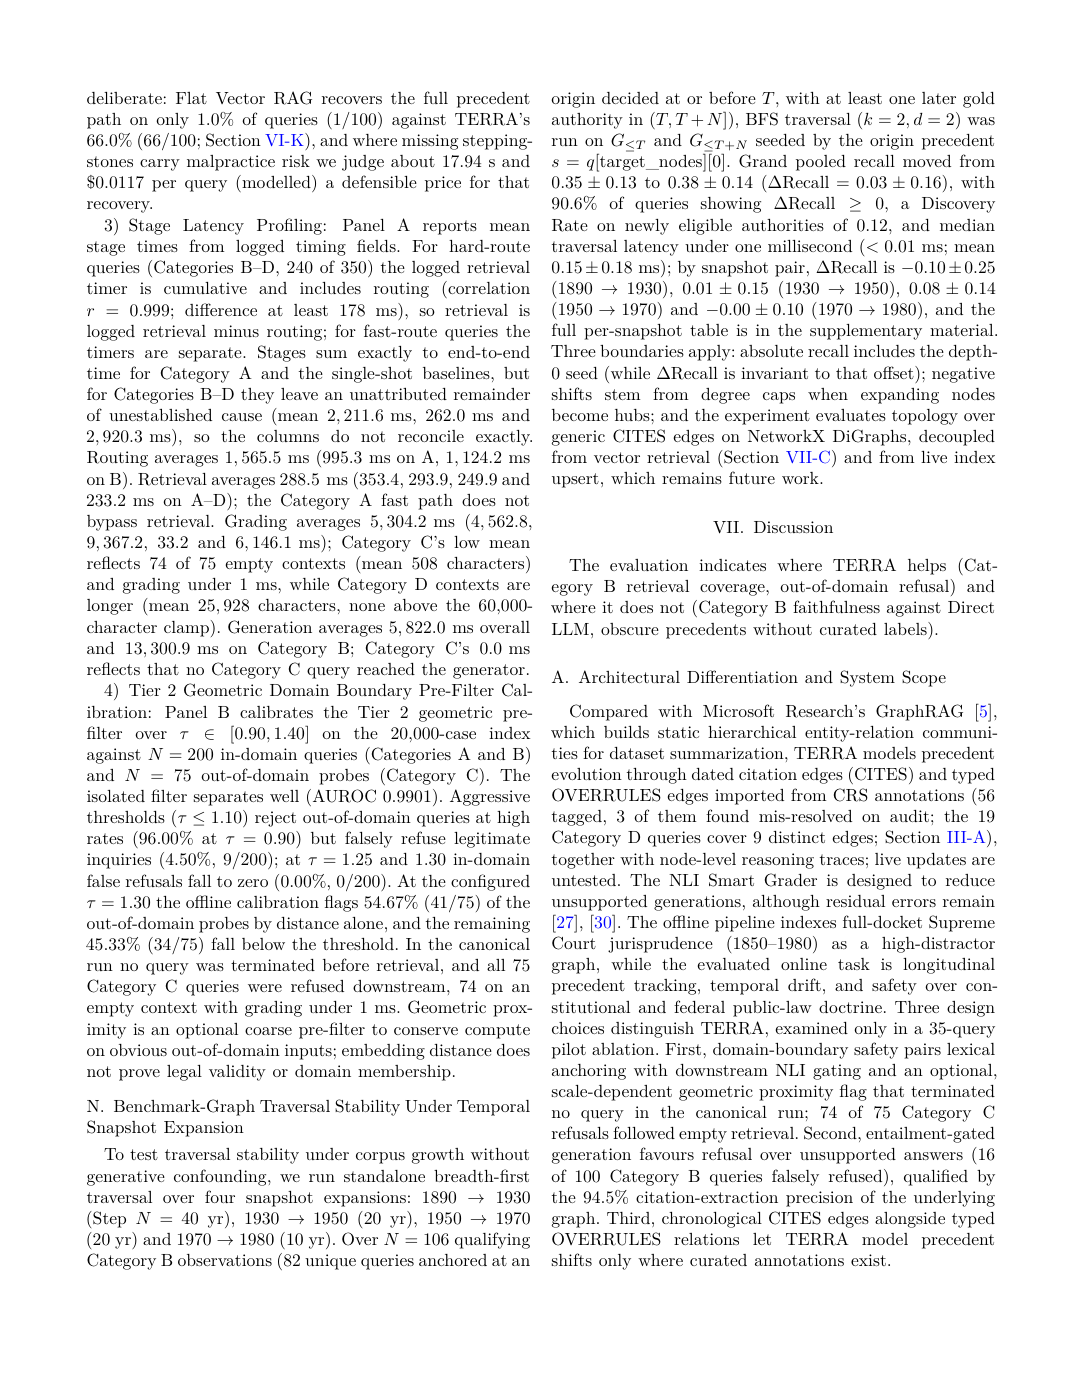 deliberate: Flat Vector RAG recovers the full precedent
path on only 1.0% of queries (1/100) against TERRA's
66.0% (66/100; Section VI-K), and where missing stepping-
stones carry malpractice risk we judge about 17.94 s and
$0.0117 per query (modelled) a defensible price for that
recovery.
3) Stage Latency Profiling: Panel A reports mean
stage times from logged timing fields. For hard-route
queries (Categories B–D, 240 of 350) the logged retrieval
timer is cumulative and includes routing (correlation
r = 0.999; difference at least 178 ms), so retrieval is
logged retrieval minus routing; for fast-route queries the
timers are separate. Stages sum exactly to end-to-end
time for Category A and the single-shot baselines, but
for Categories B–D they leave an unattributed remainder
of unestablished cause (mean 2,211.6 ms, 262.0 ms and
2,920.3 ms), so the columns do not reconcile exactly.
Routing averages 1,565.5 ms (995.3 ms on A, 1,124.2 ms
on B). Retrieval averages 288.5 ms (353.4, 293.9, 249.9 and
233.2 ms on A–D); the Category A fast path does not
bypass retrieval. Grading averages 5,304.2 ms (4,562.8,
9,367.2, 33.2 and 6,146.1 ms); Category C's low mean
reflects 74 of 75 empty contexts (mean 508 characters)
and grading under 1 ms, while Category D contexts are
longer (mean 25,928 characters, none above the 60,000-
character clamp). Generation averages 5,822.0 ms overall
and 13,300.9 ms on Category B; Category C's 0.0 ms
reflects that no Category C query reached the generator.
4) Tier 2 Geometric Domain Boundary Pre-Filter Cal-
ibration: Panel B calibrates the Tier 2 geometric pre-
filter over τ ∈ [0.90, 1.40] on the 20,000-case index
against N = 200 in-domain queries (Categories A and B)
and N = 75 out-of-domain probes (Category C). The
isolated filter separates well (AUROC 0.9901). Aggressive
thresholds (τ ≤ 1.10) reject out-of-domain queries at high
rates (96.00% at τ = 0.90) but falsely refuse legitimate
inquiries (4.50%, 9/200); at τ = 1.25 and 1.30 in-domain
false refusals fall to zero (0.00%, 0/200). At the configured
τ = 1.30 the offline calibration flags 54.67% (41/75) of the
out-of-domain probes by distance alone, and the remaining
45.33% (34/75) fall below the threshold. In the canonical
run no query was terminated before retrieval, and all 75
Category C queries were refused downstream, 74 on an
empty context with grading under 1 ms. Geometric prox-
imity is an optional coarse pre-filter to conserve compute
on obvious out-of-domain inputs; embedding distance does
not prove legal validity or domain membership.
N. Benchmark-Graph Traversal Stability Under Temporal
Snapshot Expansion
To test traversal stability under corpus growth without
generative confounding, we run standalone breadth-first
traversal over four snapshot expansions: 1890 → 1930
(Step N = 40 yr), 1930 → 1950 (20 yr), 1950 → 1970
(20 yr) and 1970 → 1980 (10 yr). Over N = 106 qualifying
Category B observations (82 unique queries anchored at an
origin decided at or before T, with at least one later gold
authority in (T, T + N]), BFS traversal (k = 2, d = 2) was
run on G≤T and G≤T+N seeded by the origin precedent
s = q[target_nodes][0]. Grand pooled recall moved from
0.35 ± 0.13 to 0.38 ± 0.14 (ΔRecall = 0.03 ± 0.16), with
90.6% of queries showing ΔRecall ≥ 0, a Discovery
Rate on newly eligible authorities of 0.12, and median
traversal latency under one millisecond (< 0.01 ms; mean
0.15 ± 0.18 ms); by snapshot pair, ΔRecall is −0.10 ± 0.25
(1890 → 1930), 0.01 ± 0.15 (1930 → 1950), 0.08 ± 0.14
(1950 → 1970) and −0.00 ± 0.10 (1970 → 1980), and the
full per-snapshot table is in the supplementary material.
Three boundaries apply: absolute recall includes the depth-
0 seed (while ΔRecall is invariant to that offset); negative
shifts stem from degree caps when expanding nodes
become hubs; and the experiment evaluates topology over
generic CITES edges on NetworkX DiGraphs, decoupled
from vector retrieval (Section VII-C) and from live index
upsert, which remains future work.
VII. Discussion
The evaluation indicates where TERRA helps (Cat-
egory B retrieval coverage, out-of-domain refusal) and
where it does not (Category B faithfulness against Direct
LLM, obscure precedents without curated labels).
A. Architectural Differentiation and System Scope
Compared with Microsoft Research's GraphRAG [5],
which builds static hierarchical entity-relation communi-
ties for dataset summarization, TERRA models precedent
evolution through dated citation edges (CITES) and typed
OVERRULES edges imported from CRS annotations (56
tagged, 3 of them found mis-resolved on audit; the 19
Category D queries cover 9 distinct edges; Section III-A),
together with node-level reasoning traces; live updates are
untested. The NLI Smart Grader is designed to reduce
unsupported generations, although residual errors remain
[27], [30]. The offline pipeline indexes full-docket Supreme
Court jurisprudence (1850–1980) as a high-distractor
graph, while the evaluated online task is longitudinal
precedent tracking, temporal drift, and safety over con-
stitutional and federal public-law doctrine. Three design
choices distinguish TERRA, examined only in a 35-query
pilot ablation. First, domain-boundary safety pairs lexical
anchoring with downstream NLI gating and an optional,
scale-dependent geometric proximity flag that terminated
no query in the canonical run; 74 of 75 Category C
refusals followed empty retrieval. Second, entailment-gated
generation favours refusal over unsupported answers (16
of 100 Category B queries falsely refused), qualified by
the 94.5% citation-extraction precision of the underlying
graph. Third, chronological CITES edges alongside typed
OVERRULES relations let TERRA model precedent
shifts only where curated annotations exist.